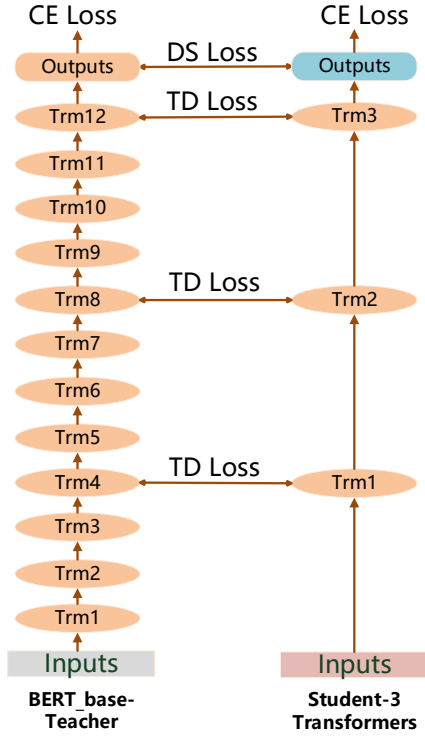 CE Loss
CE Loss
Outputs
DS Loss
Outputs
Trm12
TD Loss
Trm3
Trm11
Trm10
Trm9
Trm8
TD Loss
Trm2
Trm7
Trm6
Trm5
Trm4
TD Loss
Trm1
Trm3
Trm2
Trm1
Inputs
Inputs
BERT_base-
Teacher
Student-3
Transformers